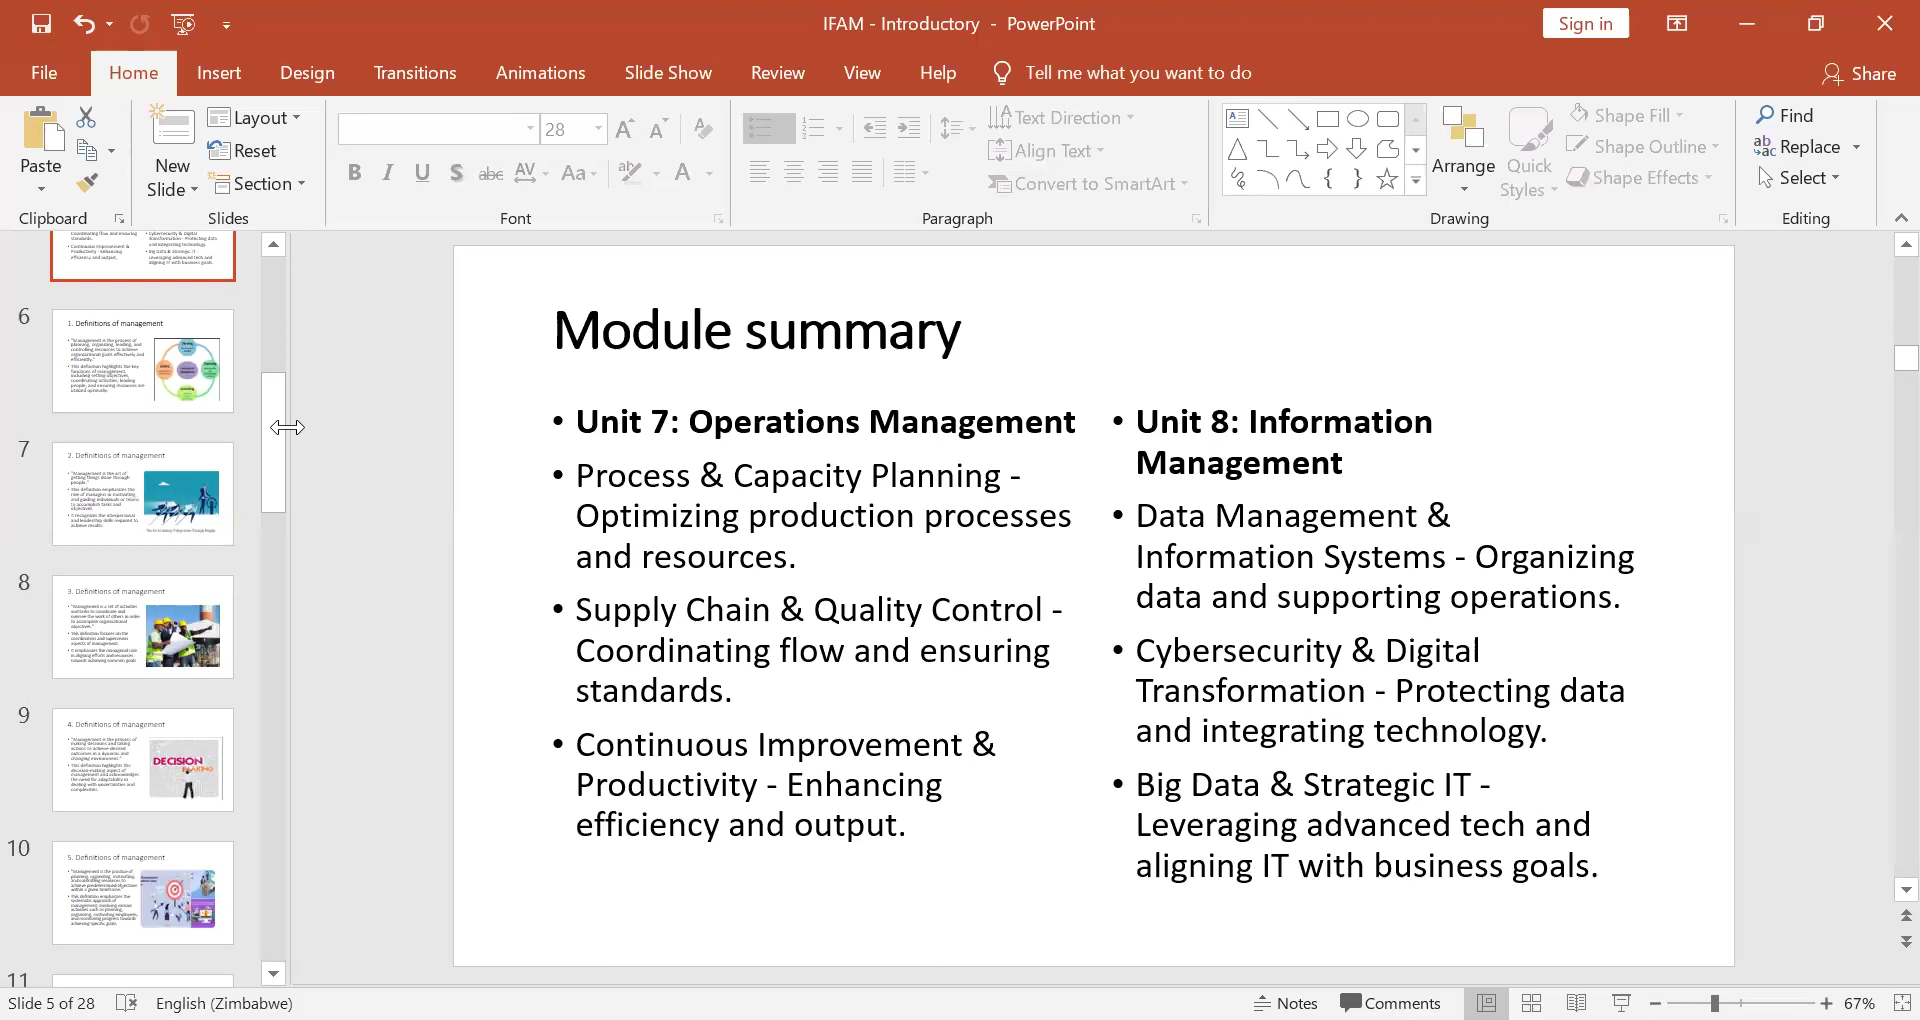 IFAM - Introductory - PowerPoint
Sign in
File Home Insert Design Transitions Animations Slide Show Review View Help Tell me what you want to do Share
Paste
Clipboard
New Slide
Layout
Reset
Section
Slides
28
B I U S abc AV Aa A
Font
Text Direction
Align Text
Convert to SmartArt
Paragraph
Arrange
Quick Styles
Shape Fill
Shape Outline
Shape Effects
Drawing
Find
Replace
Select
Editing
6
1. Definitions of management
7
2. Definitions of management
8
3. Definitions of management
9
4. Definitions of management
DECISION
10
5. Definitions of management
11
Module summary
• Unit 7: Operations Management
• Process & Capacity Planning -
Optimizing production processes
and resources.
• Supply Chain & Quality Control -
Coordinating flow and ensuring
standards.
• Continuous Improvement &
Productivity - Enhancing
efficiency and output.
• Unit 8: Information
Management
• Data Management &
Information Systems - Organizing
data and supporting operations.
• Cybersecurity & Digital
Transformation - Protecting data
and integrating technology.
• Big Data & Strategic IT -
Leveraging advanced tech and
aligning IT with business goals.
Slide 5 of 28 English (Zimbabwe) Notes Comments 67%